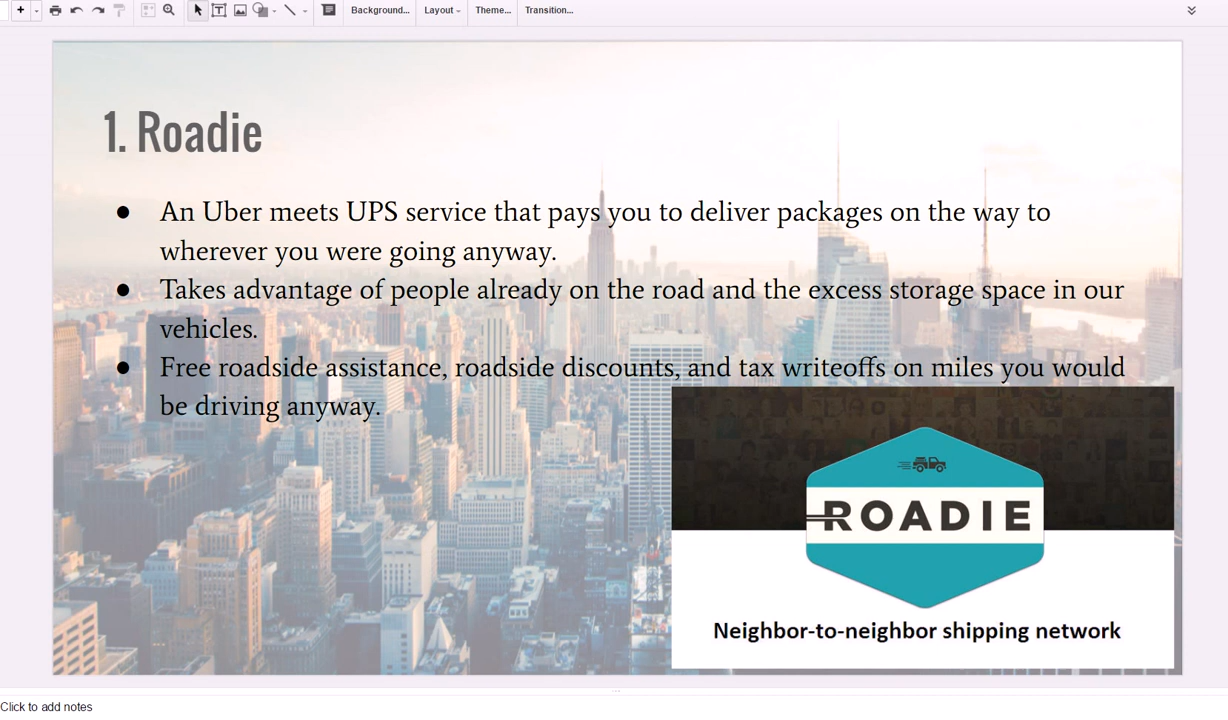 Background... Layout Theme... Transition...
1. Roadie
● An Uber meets UPS service that pays you to deliver packages on the way to
wherever you were going anyway.
● Takes advantage of people already on the road and the excess storage space in our
vehicles.
● Free roadside assistance, roadside discounts, and tax writeoffs on miles you would
be driving anyway.
ROADIE
Neighbor-to-neighbor shipping network
Click to add notes